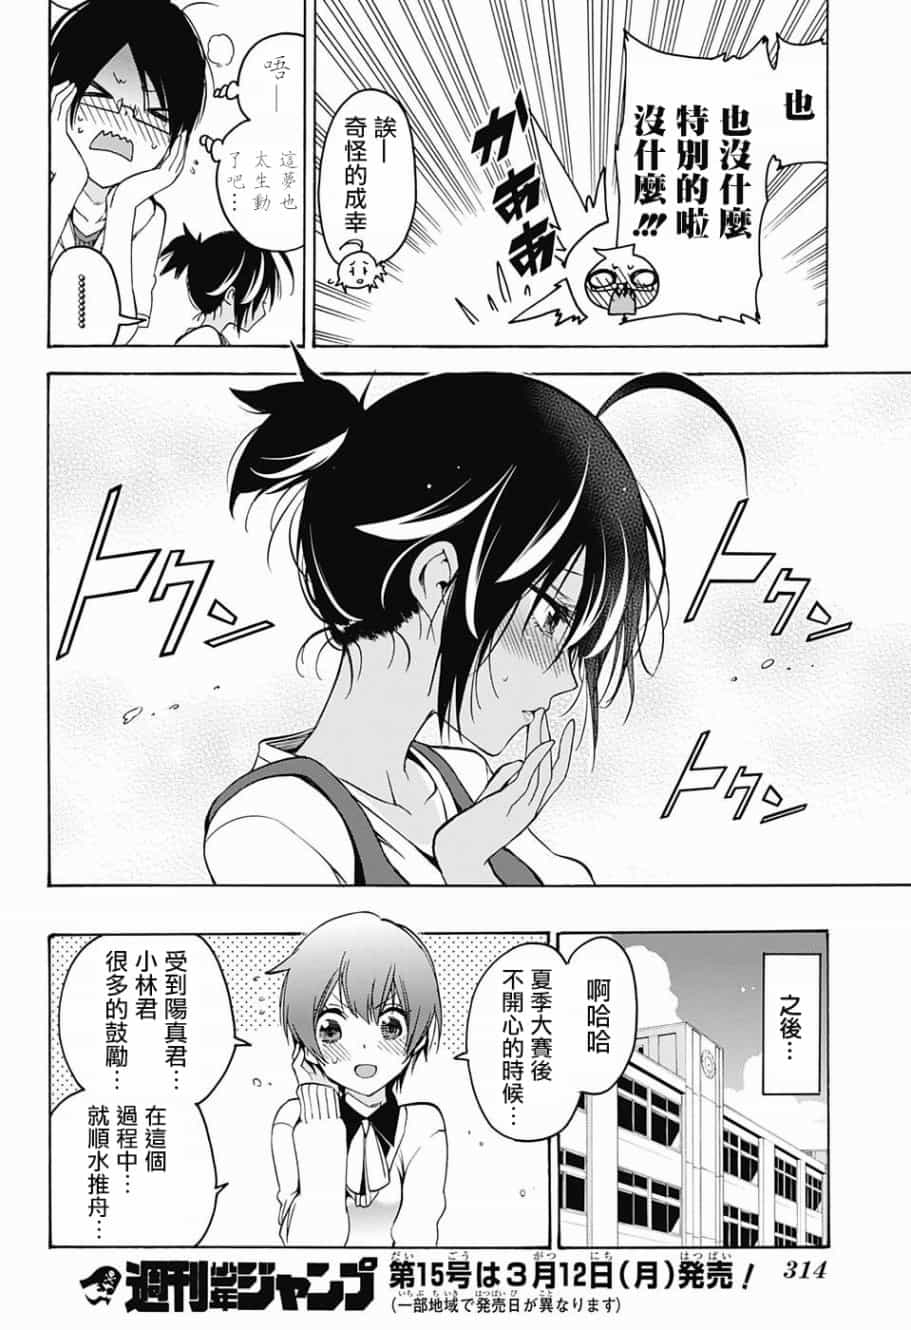 也
也沒什麼
特別的啦
沒什麼!!!
かああああ
誒—
奇怪的成幸
唔—
這夢也
太生動
了吧…
………
トクン
トクン
トクン
之後…
啊哈哈
夏季大賽後
不開心的時候…
受到陽真君…
小林君
很多的鼓勵…
在這個
過程中…
就順水推舟…
314
週刊少年ジャンプ
第15号は3月12日(月)発売!
(一部地域で発売日が異なります)